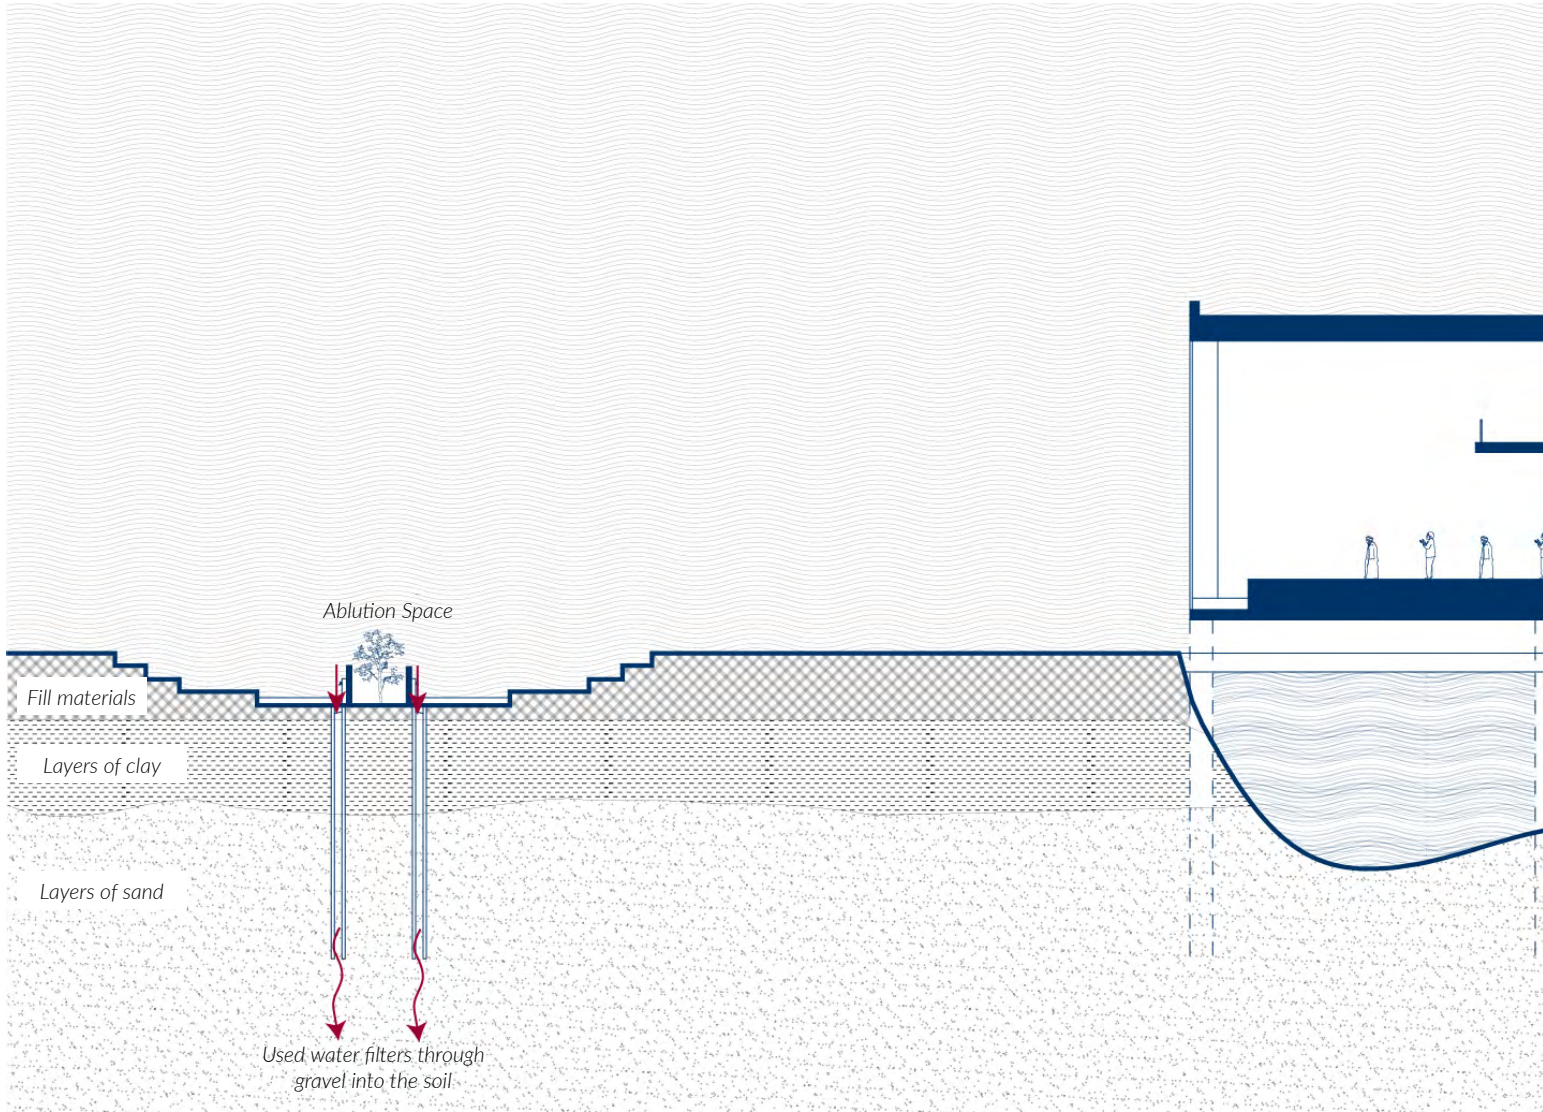 Ablution Space
Fill materials
Layers of clay
Layers of sand
Used water filters through
gravel into the soil